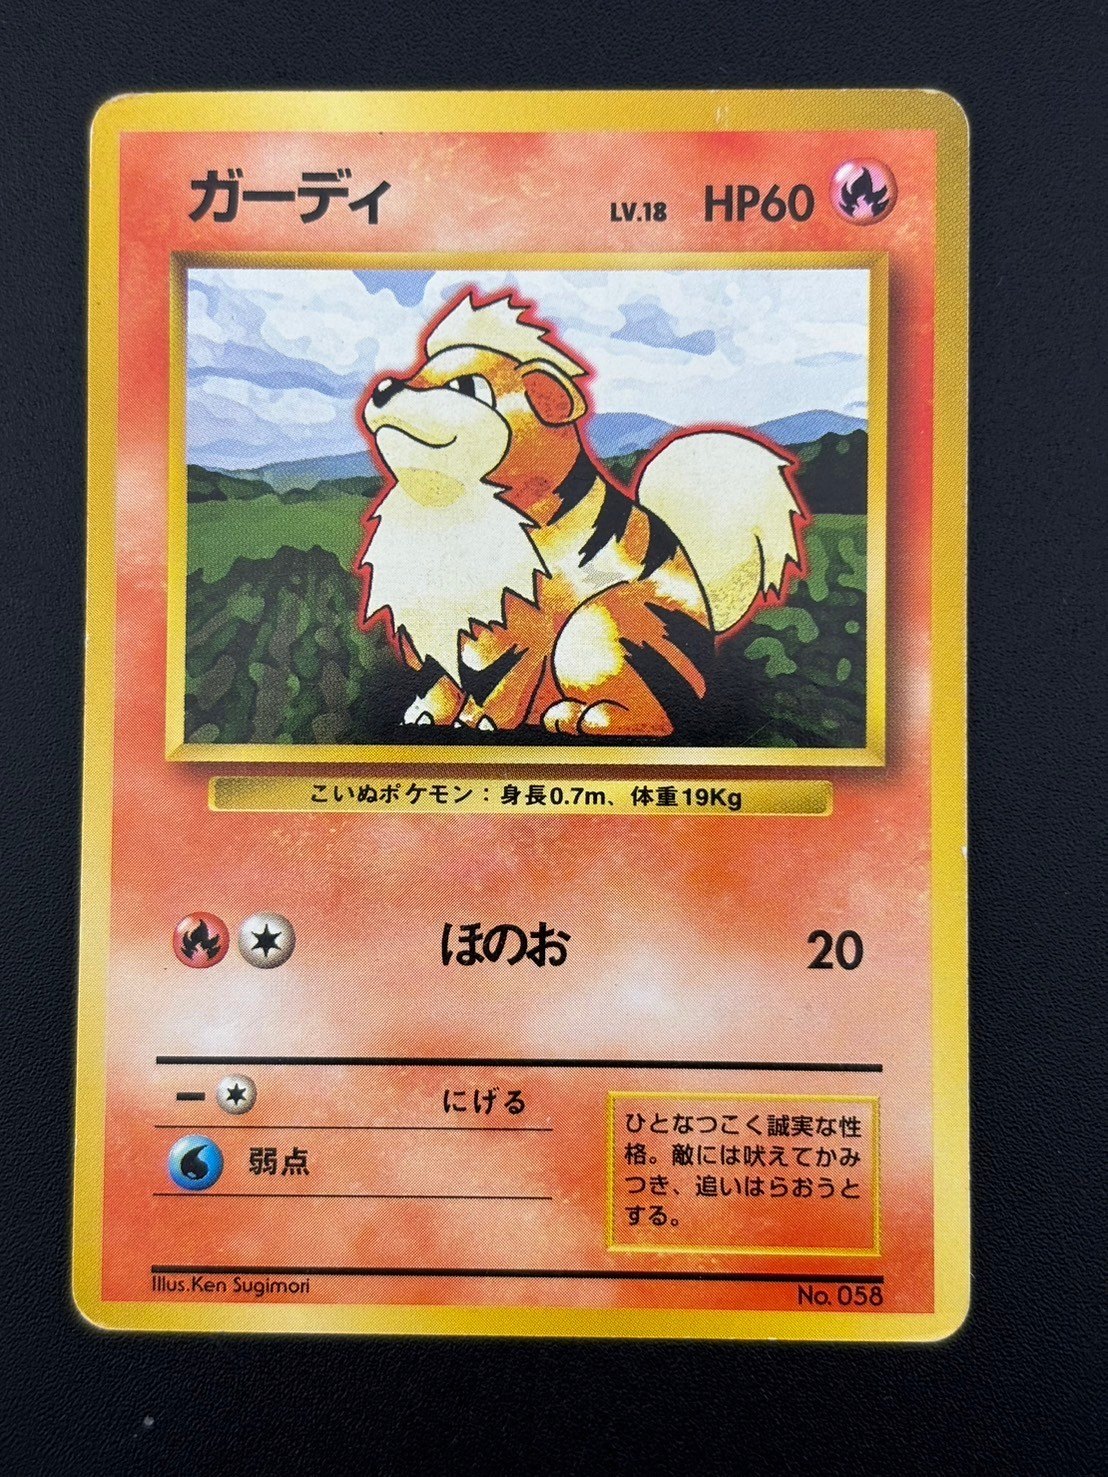 ガーディ LV.18 HP60
こいぬポケモン：身長0.7m、体重19Kg
ほのお 20
にげる
弱点
ひとなつこく誠実な性
格。敵には吠えてかみ
つき、追いはらおうと
する。
Illus.Ken Sugimori
No. 058